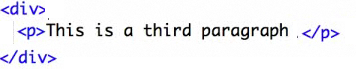 <div>
<p>This is a third paragraph .</p>
</div>